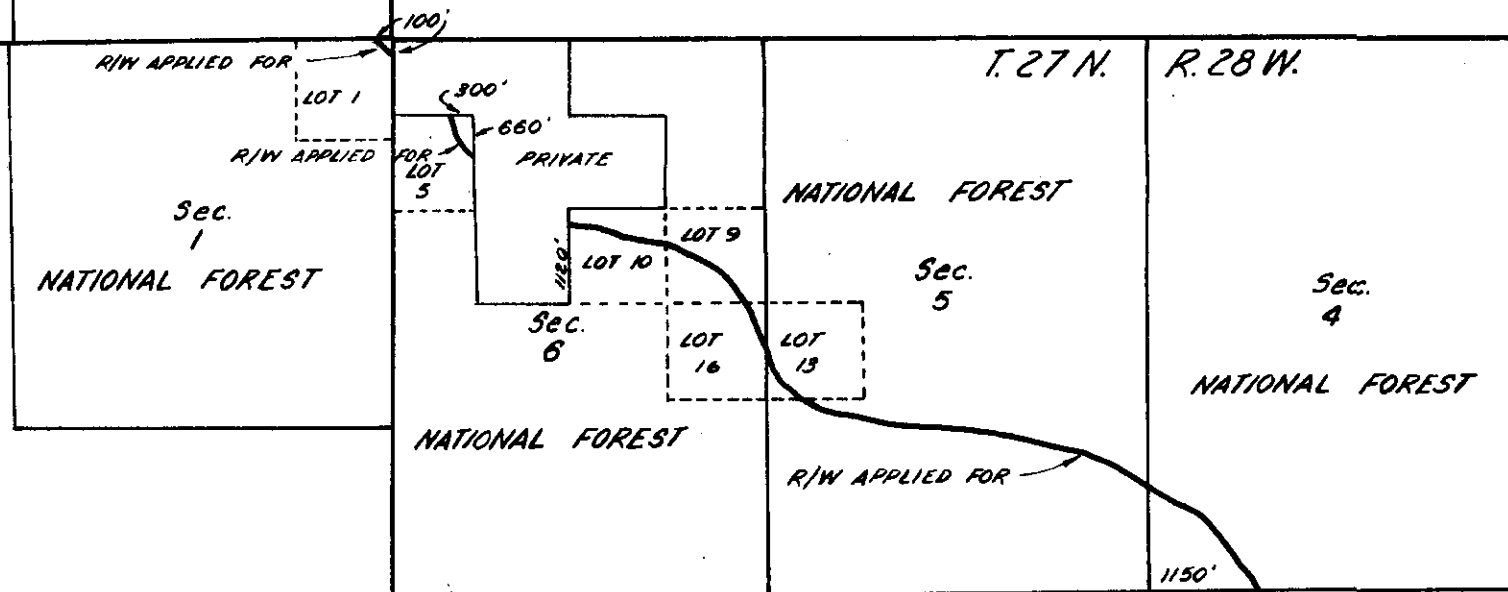 100'
T. 27 N. R. 28 W.
R/W APPLIED FOR
LOT 1
300'
660'
R/W APPLIED FOR
PRIVATE
LOT
5
NATIONAL FOREST
Sec.
1
NATIONAL FOREST
LOT 9
1120'
LOT 10
Sec.
5
Sec.
4
Sec.
6
LOT
16
LOT
13
NATIONAL FOREST
NATIONAL FOREST
R/W APPLIED FOR
1150'